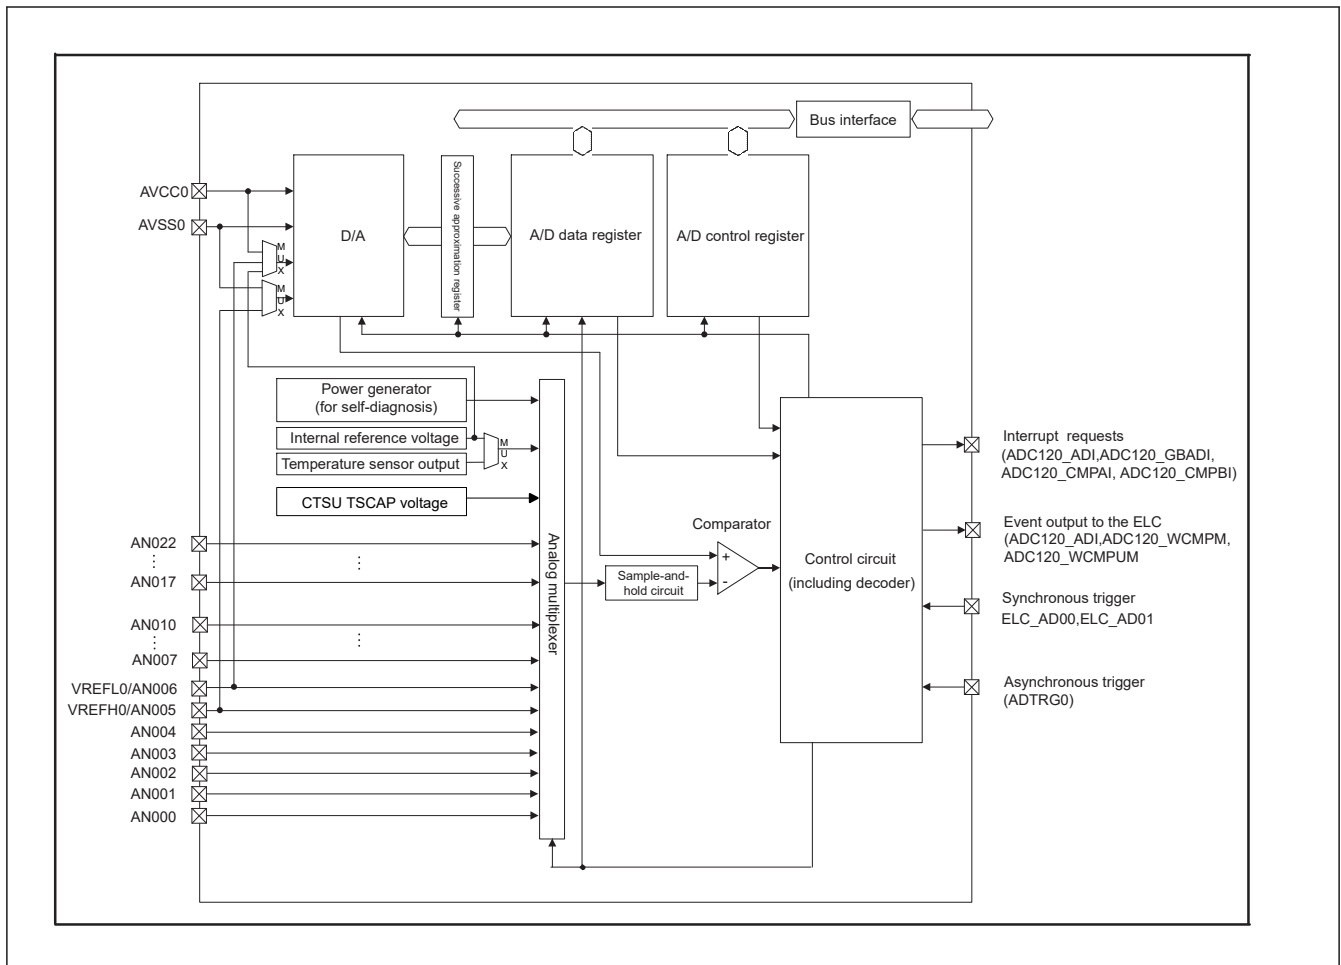 Bus interface
AVCC0
AVSS0
D/A
Successive approximation register
A/D data register
A/D control register
M
U
X
M
U
X
Power generator
(for self-diagnosis)
Internal reference voltage
Temperature sensor output
M
U
X
CTSU TSCAP voltage
Analog multiplexer
Comparator
+
-
Sample-and-
hold circuit
Control circuit
(including decoder)
AN022
⋮
AN017
⋮
AN010
⋮
AN007
⋮
VREFL0/AN006
VREFH0/AN005
AN004
AN003
AN002
AN001
AN000
Interrupt requests
(ADC120_ADI,ADC120_GBADI,
ADC120_CMPAI, ADC120_CMPBI)
Event output to the ELC
(ADC120_ADI,ADC120_WCMPM,
ADC120_WCMPUM
Synchronous trigger
ELC_AD00,ELC_AD01
Asynchronous trigger
(ADTRG0)